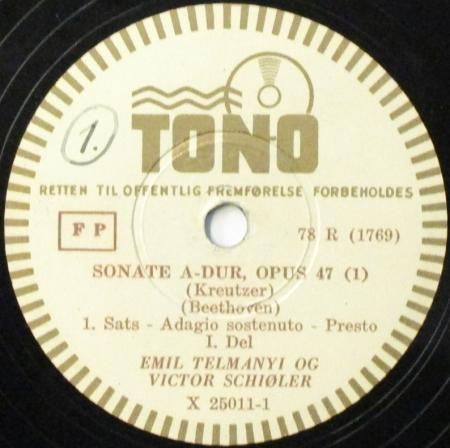 1.
TONO
RETTEN TIL OFFENTLIG FREMFØRELSE FORBEHOLDES
FP
78 R (1769)
SONATE A-DUR, OPUS 47 (1)
(Kreutzer)
(Beethoven)
1. Sats - Adagio sostenuto - Presto
I. Del
EMIL TELMANYI OG
VICTOR SCHIØLER
X 25011-1